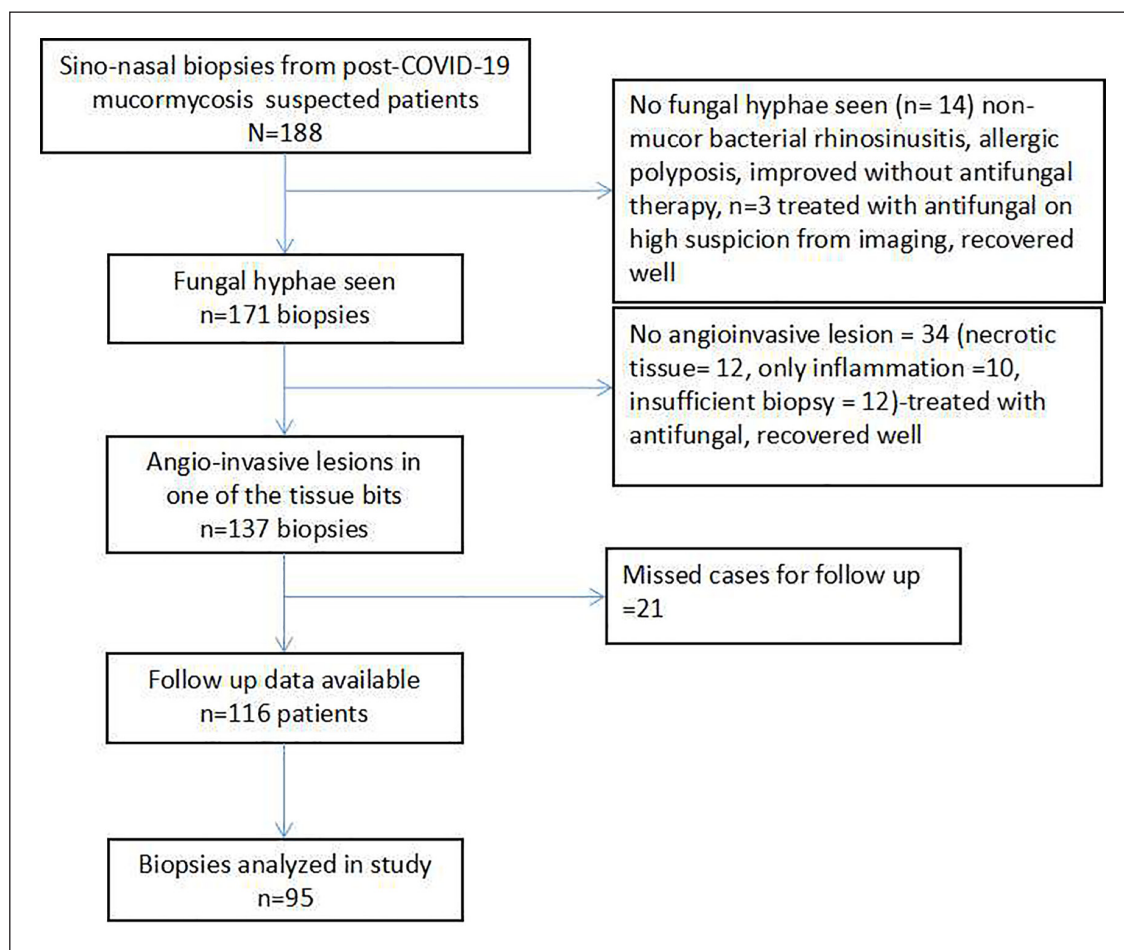 Sino-nasal biopsies from post-COVID-19
mucormycosis suspected patients
N=188
No fungal hyphae seen (n= 14) non-
mucor bacterial rhinosinusitis, allergic
polyposis, improved without antifungal
therapy, n=3 treated with antifungal on
high suspicion from imaging, recovered
well
Fungal hyphae seen
n=171 biopsies
No angioinvasive lesion = 34 (necrotic
tissue= 12, only inflammation =10,
insufficient biopsy = 12)-treated with
antifungal, recovered well
Angio-invasive lesions in
one of the tissue bits
n=137 biopsies
Missed cases for follow up
=21
Follow up data available
n=116 patients
Biopsies analyzed in study
n=95